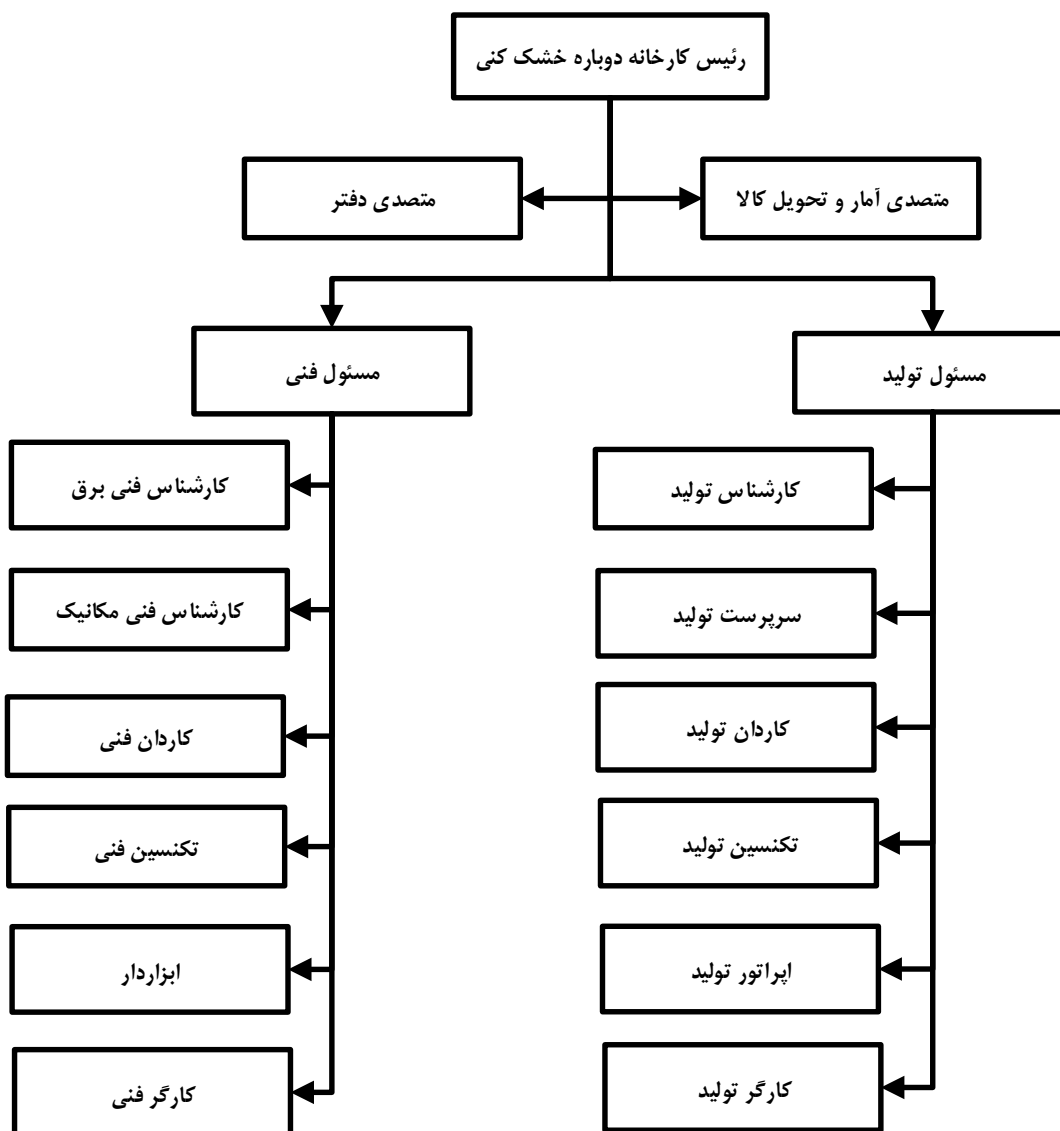 رئیس کارخانه دوباره خشک کنی
متصدی آمار و تحویل کالا
متصدی دفتر
مسئول تولید
مسئول فنی
کارشناس تولید
سرپرست تولید
کاردان تولید
تکنسین تولید
اپراتور تولید
کارگر تولید
کارشناس فنی برق
کارشناس فنی مکانیک
کاردان فنی
تکنسین فنی
ابزاردار
کارگر فنی